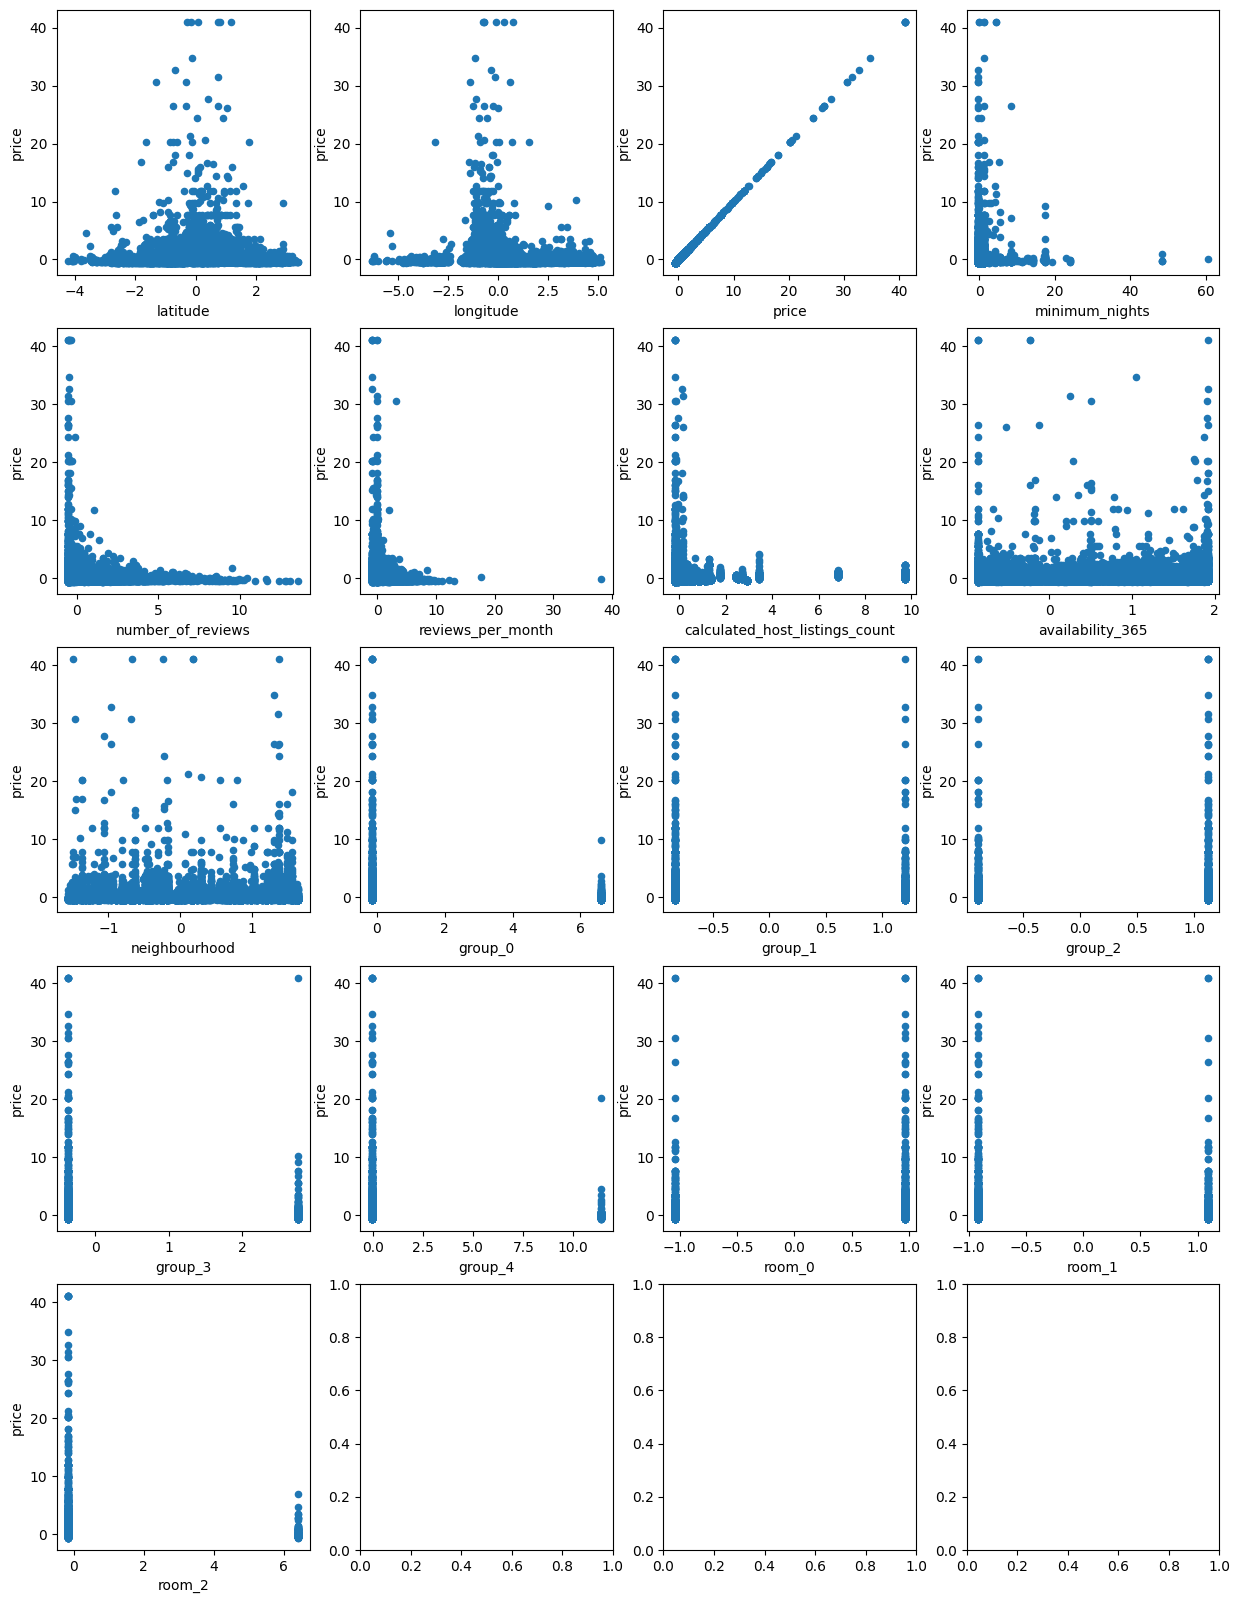 40
30
20
10
0
price
−4 −2 0 2
latitude
40
30
20
10
0
price
−5.0 −2.5 0.0 2.5 5.0
longitude
40
30
20
10
0
price
0 10 20 30 40
price
40
30
20
10
0
price
0 20 40 60
minimum_nights
40
30
20
10
0
price
0 5 10
number_of_reviews
40
30
20
10
0
price
0 10 20 30 40
reviews_per_month
40
30
20
10
0
price
0 2 4 6 8 10
calculated_host_listings_count
40
30
20
10
0
price
0 1 2
availability_365
40
30
20
10
0
price
−1 0 1
neighbourhood
40
30
20
10
0
price
0 2 4 6
group_0
40
30
20
10
0
price
−0.5 0.0 0.5 1.0
group_1
40
30
20
10
0
price
−0.5 0.0 0.5 1.0
group_2
40
30
20
10
0
price
0 1 2
group_3
40
30
20
10
0
price
0.0 2.5 5.0 7.5 10.0
group_4
40
30
20
10
0
price
−1.0 −0.5 0.0 0.5 1.0
room_0
40
30
20
10
0
price
−1.0 −0.5 0.0 0.5 1.0
room_1
40
30
20
10
0
price
0 2 4 6
room_2
1.0
0.8
0.6
0.4
0.2
0.0
0.0 0.2 0.4 0.6 0.8 1.0
1.0
0.8
0.6
0.4
0.2
0.0
0.0 0.2 0.4 0.6 0.8 1.0
1.0
0.8
0.6
0.4
0.2
0.0
0.0 0.2 0.4 0.6 0.8 1.0